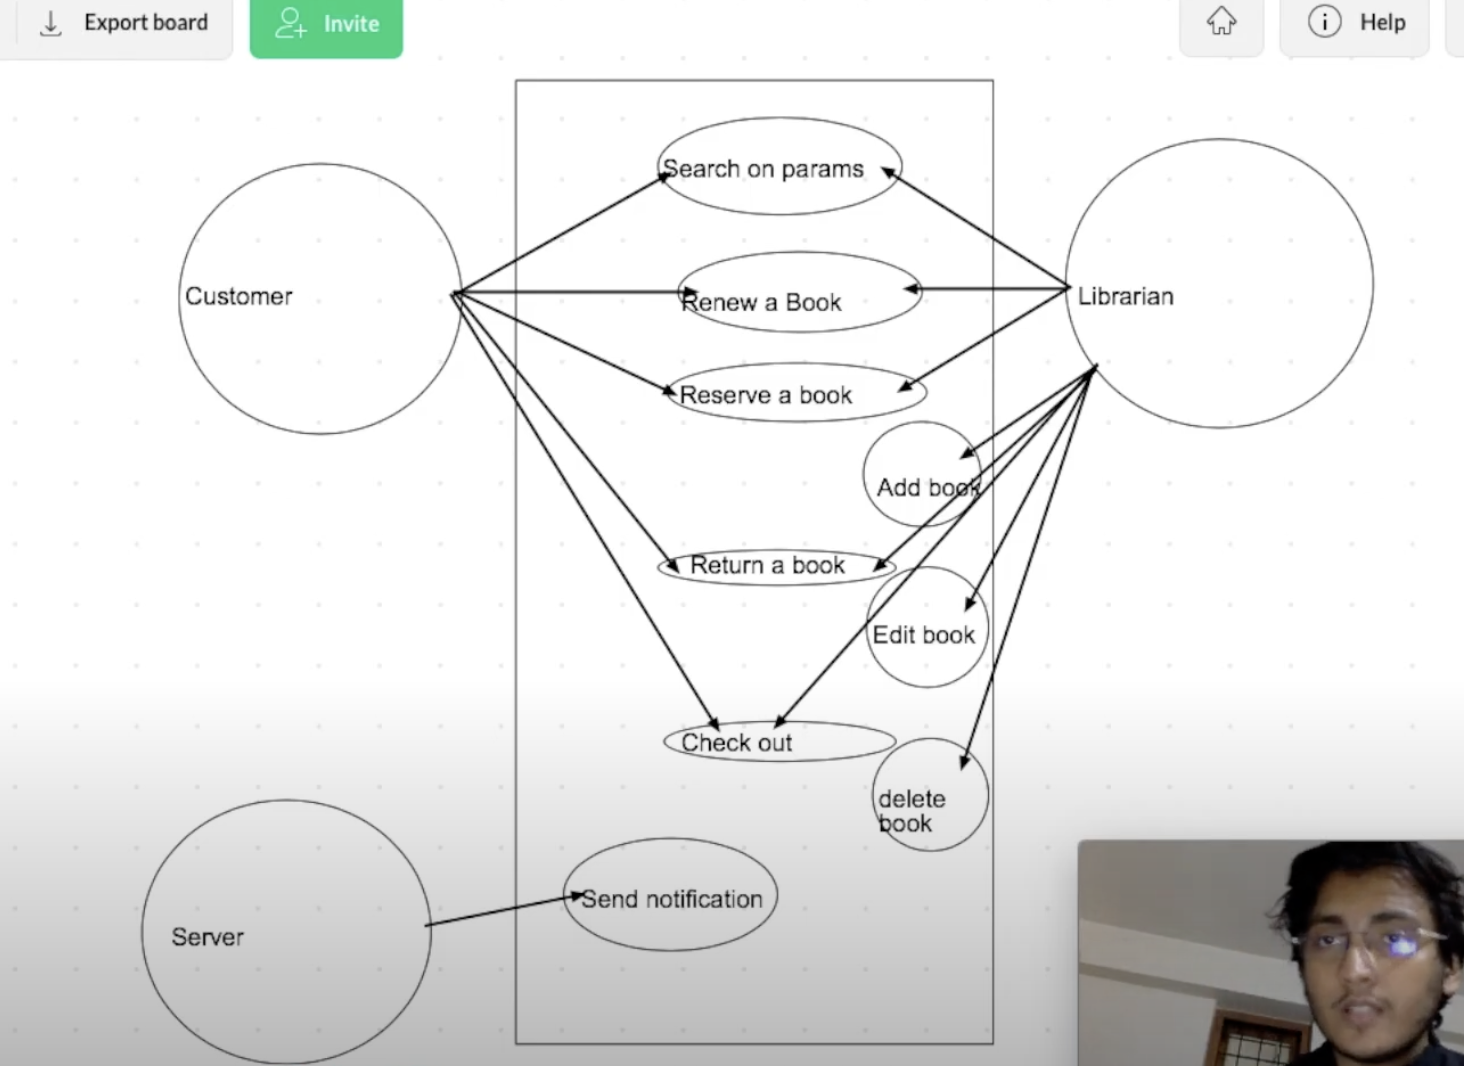 Export board
Invite
Help
Search on params
Customer
Renew a Book
Librarian
Reserve a book
Add book
Return a book
Edit book
Check out
delete
book
Send notification
Server